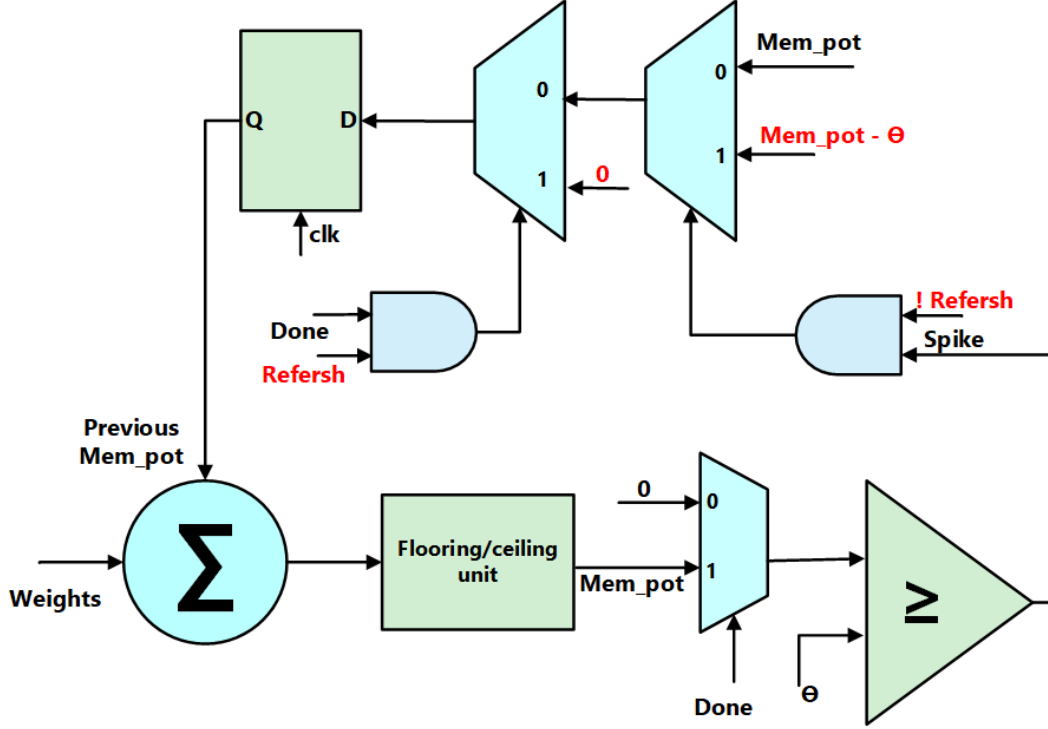 Mem_pot
0
0
Q
D
Mem_pot - Ɵ
1
0
1
clk
! Refersh
Done
Spike
Refersh
Previous
Mem_pot
0
0
Σ
Flooring/ceiling
unit
1
Mem_pot
≥
Weights
Done
Ɵ